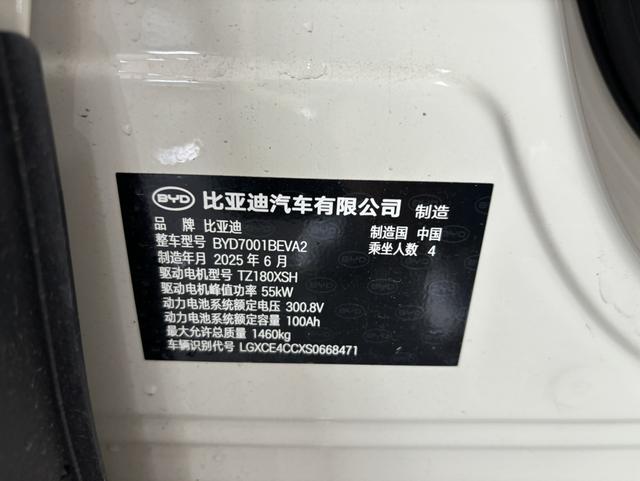 BYD 比亚迪汽车有限公司 制造
品 牌 比亚迪 制造国 中国
整车型号 BYD7001BEVA2 乘坐人数 4
制造年月 2025 年 6 月
驱动电机型号 TZ180XSH
驱动电机峰值功率 55kW
动力电池系统额定电压 300.8V
动力电池系统额定容量 100Ah
最大允许总质量 1460kg
车辆识别代号 LGXCE4CCXS0668471